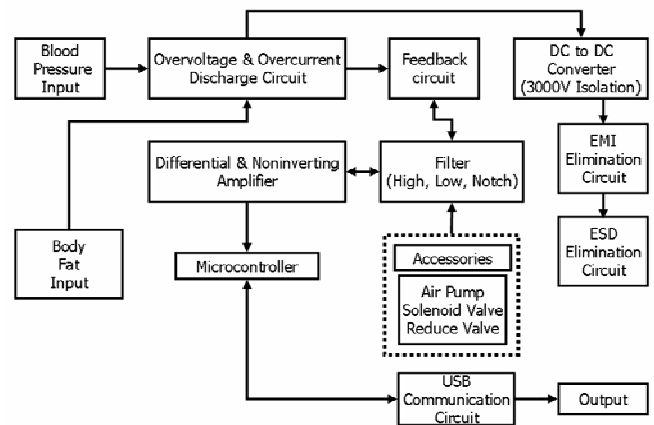 Blood
Pressure
Input
Overvoltage & Overcurrent
Discharge Circuit
Feedback
circuit
DC to DC
Converter
(3000V Isolation)
Differential & Noninverting
Amplifier
Filter
(High, Low, Notch)
EMI
Elimination
Circuit
Body
Fat
Input
Microcontroller
Accessories
Air Pump
Solenoid Valve
Reduce Valve
ESD
Elimination
Circuit
USB
Communication
Circuit
Output